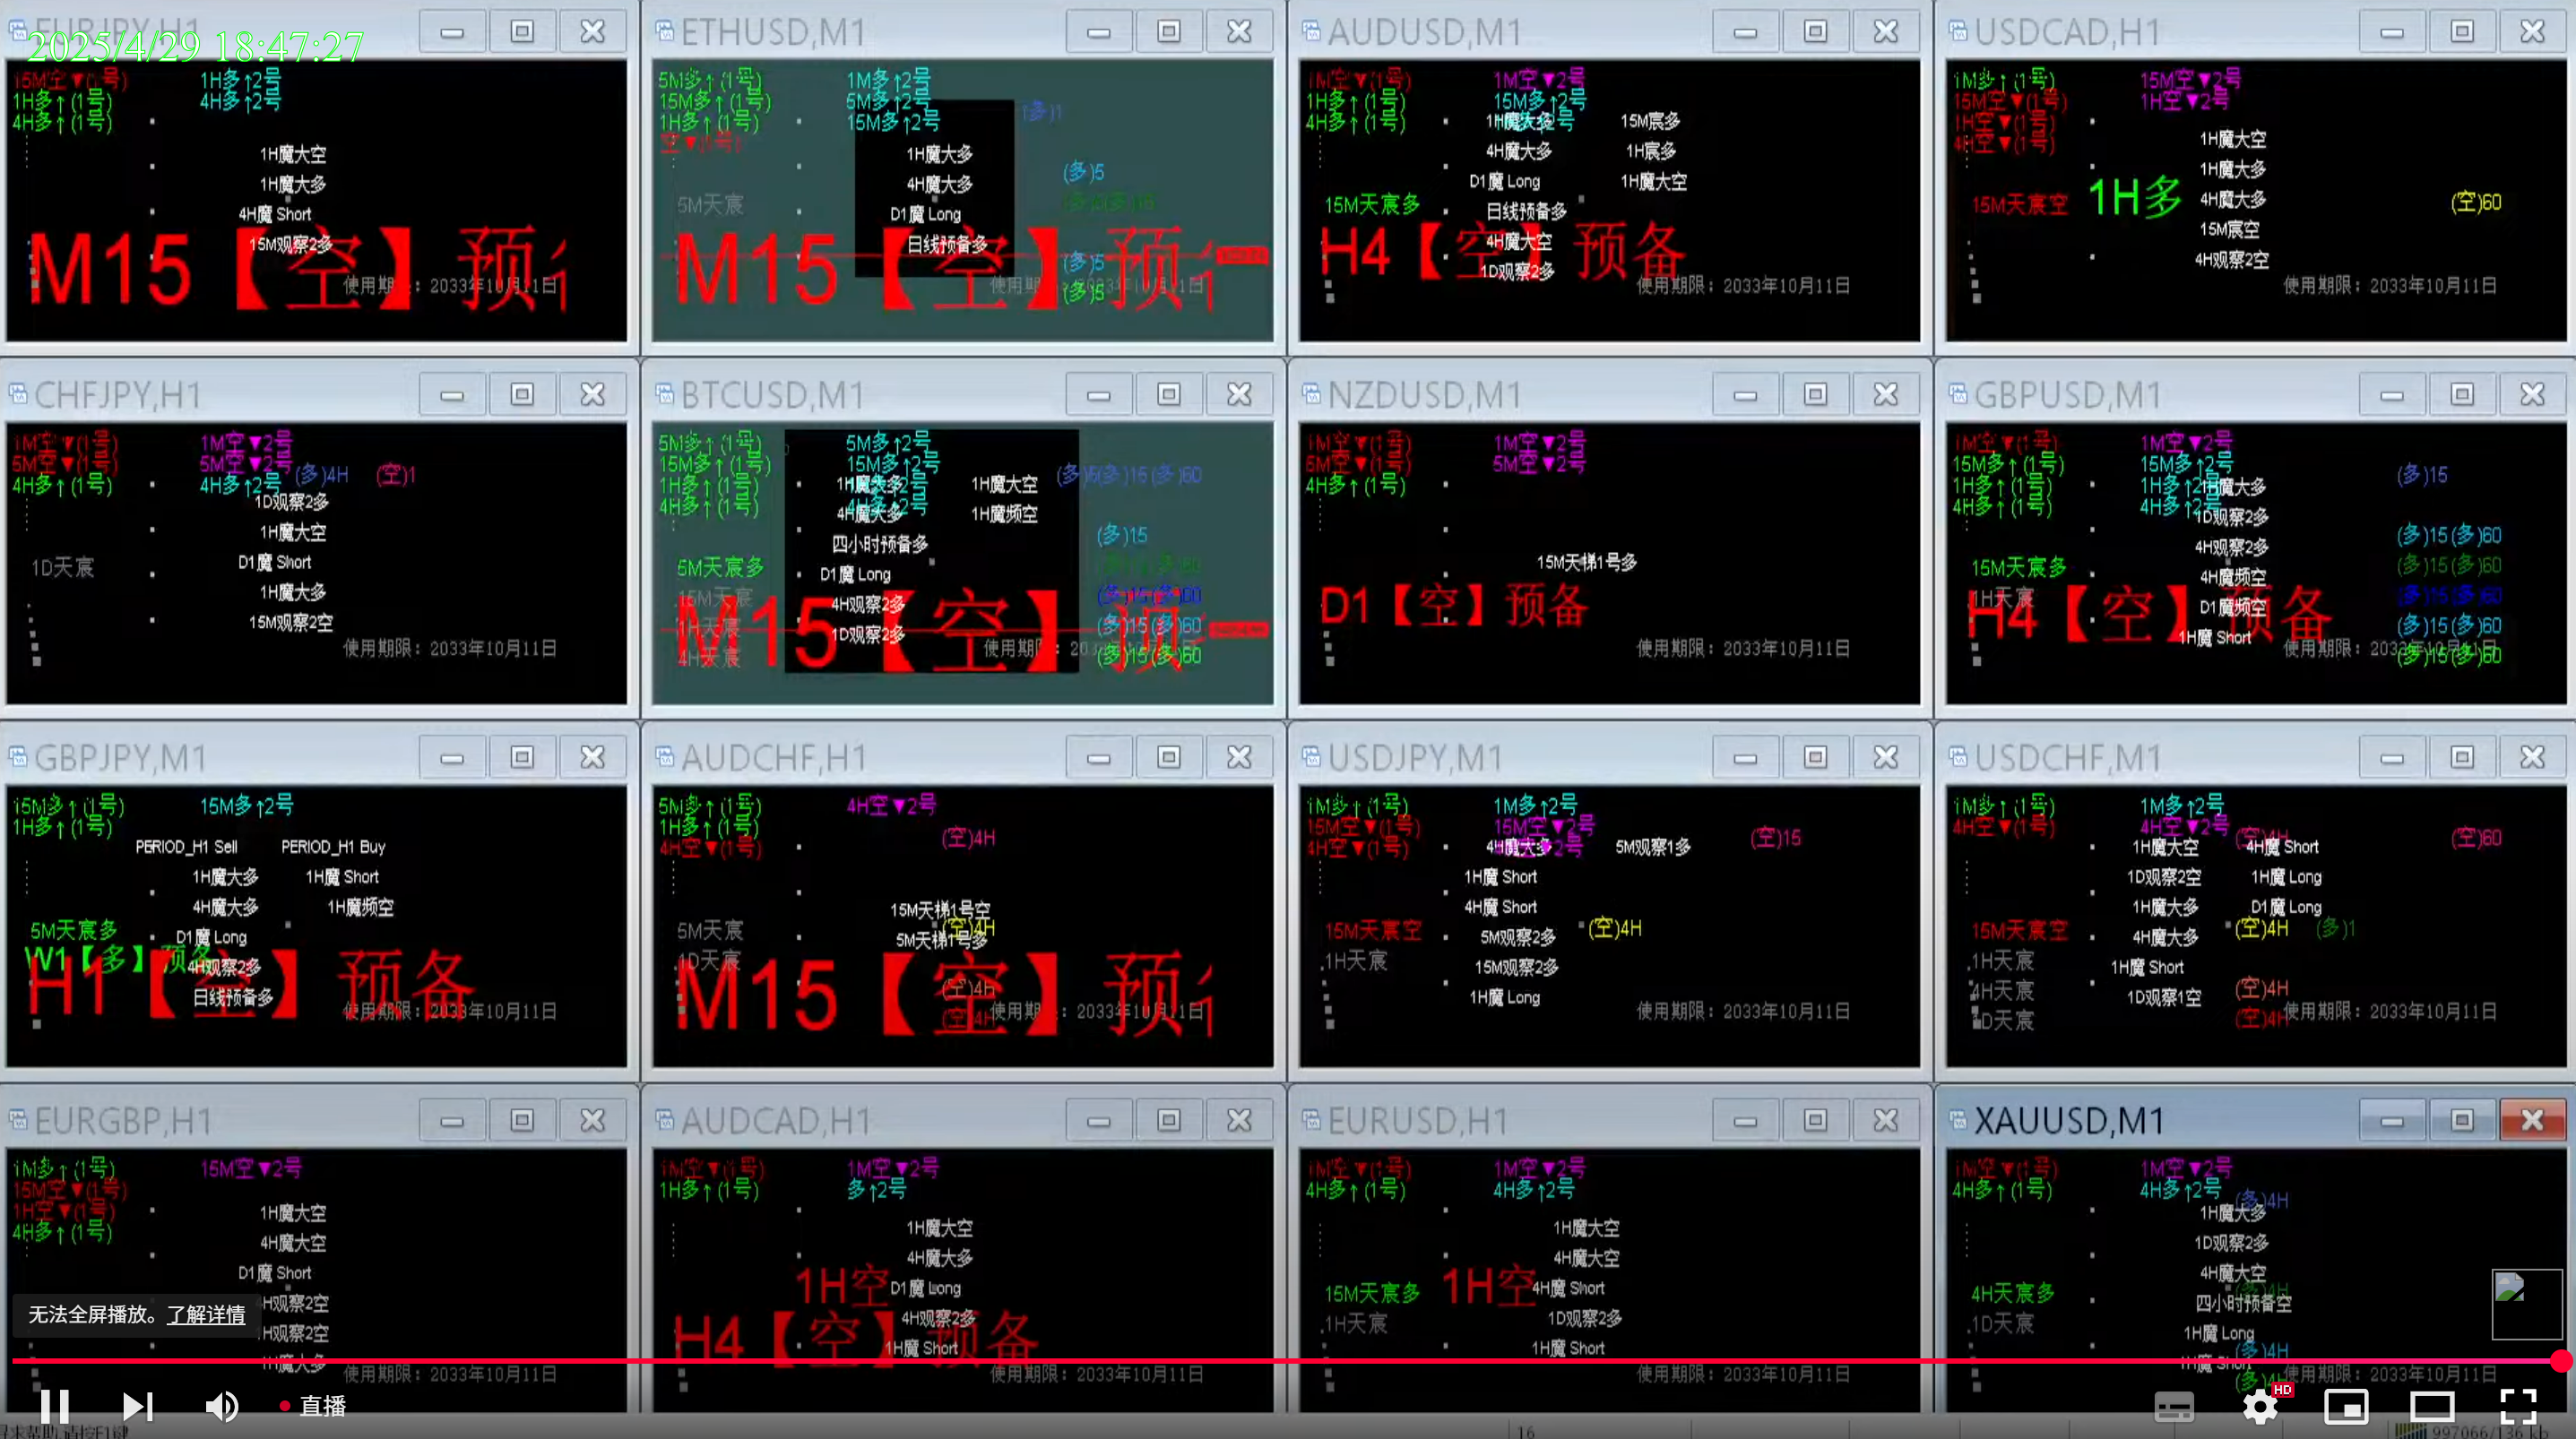 2025/4/29 18:47:27
EURJPY,H1
15M空▼(1号)
1H多↑2号
1H多↑(1号)
4H多↑2号
4H多↑(1号)
1H魔大空
1H魔大多
4H魔 Short
15M观察2多
M15【空】预
使用期 : 2033年10月11日
ETHUSD,M1
5M多↑(1号)
1M多↑2号
15M多↑(1号)
5M多↑2号
1H多↑(1号)
15M多↑2号
(多)1
空▼(1号)
1H魔大多
(多)5
4H魔大多
5M天宸
D1魔 Long
日线预备多
M15【空】预
(多)5
(多)5
AUDUSD,M1
1M空▼(1号)
1M空▼2号
1H多↑(1号)
15M多↑2号
4H多↑(1号)
1H魔大多
15M宸多
4H魔大多
1H宸多
D1魔 Long
1H魔大空
15M天宸多
日线预备多
4H魔大空
H4【空】预备
1D观察2多
使用期限: 2033年10月11日
USDCAD,H1
1M多↑(1号)
15M空▼2号
15M空▼(1号)
1H空▼2号
1H空▼(1号)
4H空▼(1号)
1H魔大空
1H魔大多
15M天宸空
1H多
4H魔大多
(空)60
15M宸空
4H观察2空
使用期限: 2033年10月11日
CHFJPY,H1
1M空▼(1号)
1M空▼2号
5M空▼(1号)
5M空▼2号
(多)4H
(空)1
4H多↑(1号)
4H多↑2号
1D观察2多
1H魔大空
1D天宸
D1魔 Short
1H魔大多
15M观察2空
使用期限: 2033年10月11日
BTCUSD,M1
5M多↑(1号)
5M多↑2号
15M多↑(1号)
15M多↑2号
1H多↑(1号)
1H魔大多
1H魔大空
(多)5(多)15(多)60
4H多↑(1号)
4H魔大多
1H魔频空
四小时预备多
(多)15
5M天宸多
D1魔 Long
15M天宸
4H观察2多
(多)15(多)60
1H天宸
1D观察2多
(多)15(多)60
4H天宸
(多)15(多)60
M15【空】预
NZDUSD,M1
1M空▼(1号)
1M空▼2号
5M空▼(1号)
5M空▼2号
4H多↑(1号)
15M天梯1号多
D1【空】预备
使用期限: 2033年10月11日
GBPUSD,M1
1M空▼(1号)
1M空▼2号
15M多↑(1号)
15M多↑2号
(多)15
1H多↑(1号)
1H多↑2号
1H魔大多
4H多↑(1号)
4H多↑2号
1D观察2多
4H观察2多
(多)15(多)60
15M天宸多
4H魔频空
(多)15(多)60
1H天宸
D1魔频空
(多)15(多)60
H4【空】预备
1H魔 Short
(多)15(多)60
(多)15(多)60
GBPJPY,M1
15M多↑(1号)
15M多↑2号
1H多↑(1号)
PERIOD_H1 Sell
PERIOD_H1 Buy
1H魔大多
1H魔 Short
4H魔大多
1H魔频空
5M天宸多
D1魔 Long
W1【多】预备
4H观察2多
H1【空】预备
日线预备多
使用期限: 2033年10月11日
AUDCHF,H1
5M多↑(1号)
4H空▼2号
1H多↑(1号)
(空)4H
4H空▼(1号)
15M天梯1号空
(空)4H
5M天宸
5M天梯1号多
1D天宸
M15【空】预
(空)4H
(空)4H
USDJPY,M1
1M多↑(1号)
1M多↑2号
15M空▼(1号)
15M空▼2号
(空)15
4H空▼(1号)
4H魔大多
5M观察1多
1H魔 Short
4H魔 Short
15M天宸空
5M观察2多
(空)4H
1H天宸
15M观察2多
1H魔 Long
使用期限: 2033年10月11日
USDCHF,M1
1M多↑(1号)
1M多↑2号
4H空▼(1号)
4H空▼2号
(空)4H
(空)60
1H魔大空
4H魔 Short
1D观察2空
1H魔 Long
1H魔大多
D1魔 Long
15M天宸空
4H魔大多
(空)4H
(多)1
1H天宸
1H魔 Short
4H天宸
1D观察1空
(空)4H
1D天宸
(空)4H
使用期限: 2033年10月11日
EURGBP,H1
1M多↑(1号)
15M空▼2号
15M空▼(1号)
1H空▼(1号)
1H魔大空
4H多↑(1号)
4H魔大空
D1魔 Short
4H观察2空
1H观察2空
1H魔大多
使用期限: 2033年10月11日
AUDCAD,H1
1M空▼(1号)
1M空▼2号
1H多↑(1号)
多↑2号
1H魔大空
4H魔大多
1H空
D1魔 Long
4H观察2多
H4【空】预备
1H魔 Short
使用期限: 2033年10月11日
EURUSD,H1
1M空▼(1号)
1M空▼2号
4H多↑(1号)
4H多↑2号
1H魔大空
4H魔大空
15M天宸多
1H空
4H魔 Short
1H天宸
1D观察2多
1H魔 Short
使用期限: 2033年10月11日
XAUUSD,M1
1M空▼(1号)
1M空▼2号
4H多↑(1号)
4H多↑2号
(多)4H
1H魔大多
1D观察2多
4H魔大空
4H天宸多
四小时预备空
1D天宸
1H魔 Long
(多)4H
1H魔 Short
(多)4H
使用期限: 2033年10月11日
无法全屏播放。了解详情
直播
HD
16
997066/136 kb